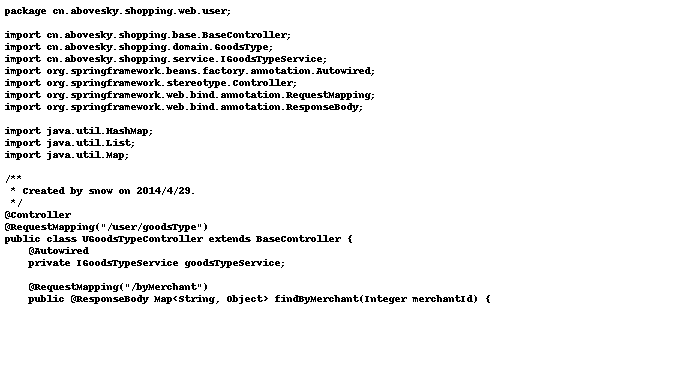 package cn.abovesky.shopping.web.user;

import cn.abovesky.shopping.base.BaseController;
import cn.abovesky.shopping.domain.GoodsType;
import cn.abovesky.shopping.service.IGoodsTypeService;
import org.springframework.beans.factory.annotation.Autowired;
import org.springframework.stereotype.Controller;
import org.springframework.web.bind.annotation.RequestMapping;
import org.springframework.web.bind.annotation.ResponseBody;

import java.util.HashMap;
import java.util.List;
import java.util.Map;

/**
 * Created by snow on 2014/4/29.
 */
@Controller
@RequestMapping("/user/goodsType")
public class UGoodsTypeController extends BaseController {
    @Autowired
    private IGoodsTypeService goodsTypeService;

    @RequestMapping("/byMerchant")
    public @ResponseBody Map<String, Object> findByMerchant(Integer merchantId) {